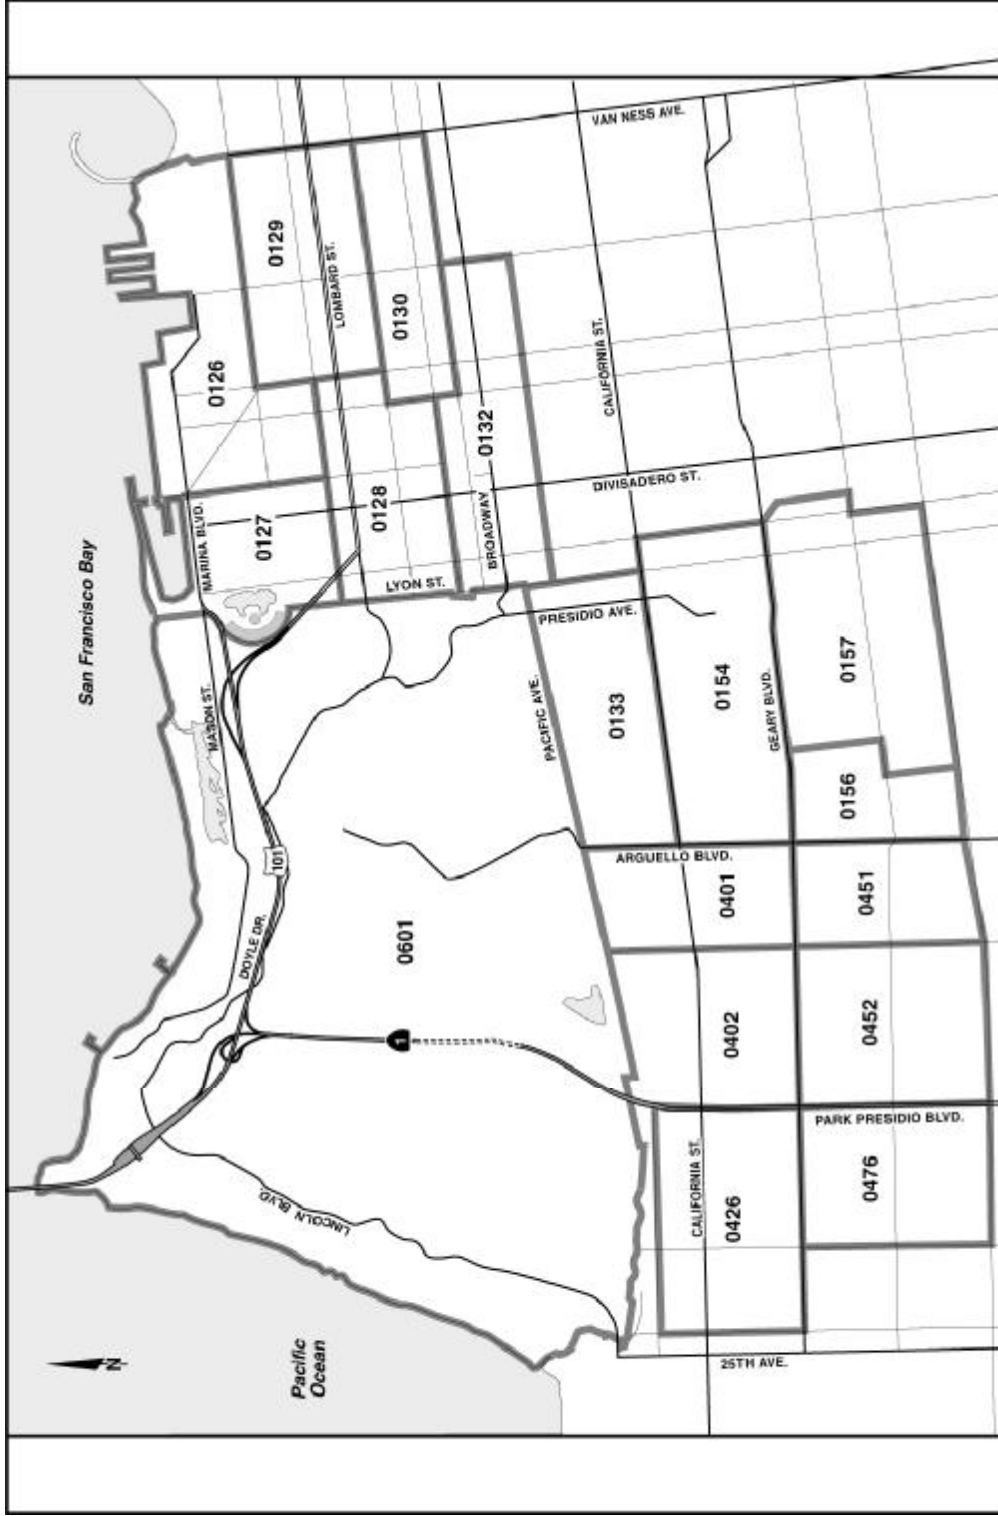 San Francisco Bay
Pacific
Ocean
N
VAN NESS AVE.
0129
LOMBARD ST.
0130
0126
CALIFORNIA ST.
0132
BROADWAY
DIVISADERO ST.
MARINA BLVD.
0127
0128
LYON ST.
PRESIDIO AVE.
MASON ST.
PACIFIC AVE.
0133
0154
GEARY BLVD.
0157
0156
101
ARGUELLO BLVD.
0401
0451
DOYLE DR.
0601
1
0402
0452
PARK PRESIDIO BLVD.
LINCOLN BLVD.
CALIFORNIA ST.
0426
0476
25TH AVE.